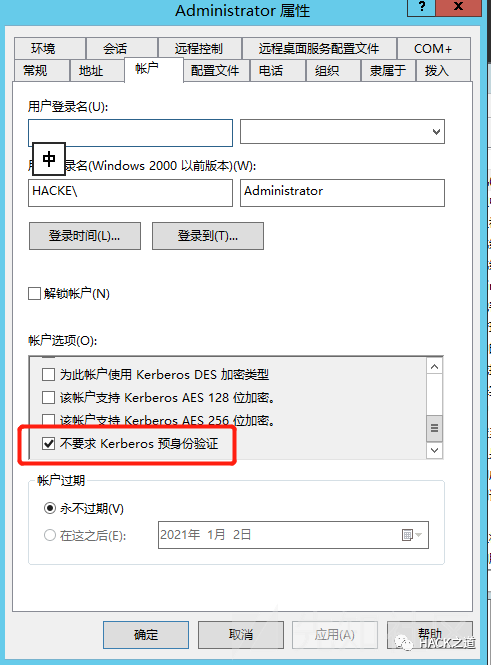 Administrator 属性
?
X
环境 会话 远程控制 远程桌面服务配置文件 COM+
常规 地址 帐户 配置文件 电话 组织 隶属于 拨入
用户登录名(U):
中
用 录名(Windows 2000 以前版本)(W):
HACKE\ Administrator
登录时间(L)... 登录到(T)...
解锁帐户(N)
帐户选项(O):
为此帐户使用 Kerberos DES 加密类型
该帐户支持 Kerberos AES 128 位加密。
该帐户支持 Kerberos AES 256 位加密。
不要求 Kerberos 预身份验证
帐户过期
永不过期(V)
在这之后(E): 2021年 1月 2日
确定 取消 应用(A) 帮助
HACK之道